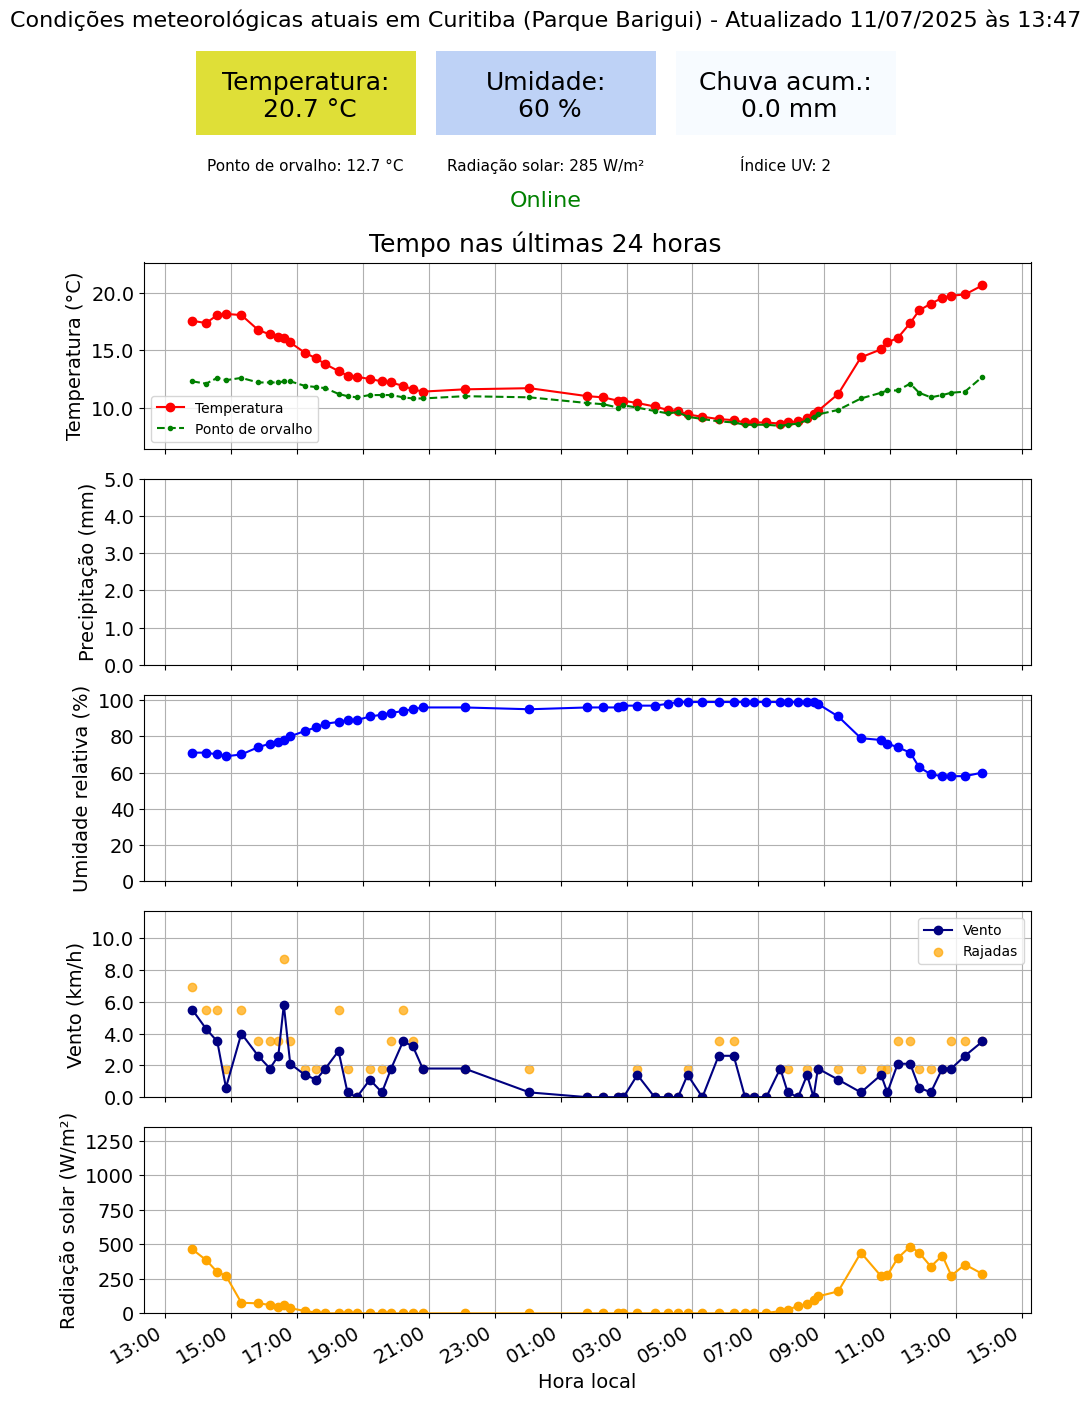 Condições meteorológicas atuais em Curitiba (Parque Barigui) - Atualizado 11/07/2025 às 13:47
Temperatura:
20.7 °C
Umidade:
60 %
Chuva acum.:
0.0 mm
Ponto de orvalho: 12.7 °C
Radiação solar: 285 W/m²
Índice UV: 2
Online
Tempo nas últimas 24 horas
Temperatura (°C)
20.0
15.0
10.0
Temperatura
Ponto de orvalho
Precipitação (mm)
5.0
4.0
3.0
2.0
1.0
0.0
Umidade relativa (%)
100
80
60
40
20
0
Vento (km/h)
10.0
8.0
6.0
4.0
2.0
0.0
Vento
Rajadas
Radiação solar (W/m²)
1250
1000
750
500
250
0
13:00 15:00 17:00 19:00 21:00 23:00 01:00 03:00 05:00 07:00 09:00 11:00 13:00 15:00
Hora local